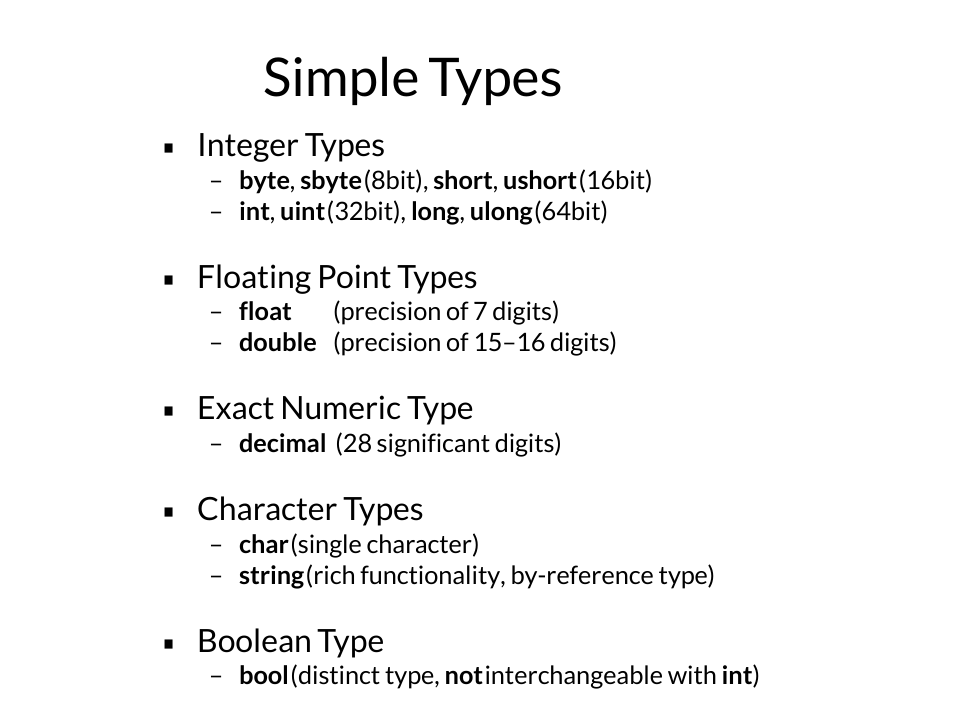 Simple Types
▪ Integer Types
– byte, sbyte(8bit), short, ushort(16bit)
– int, uint(32bit), long, ulong(64bit)
▪ Floating Point Types
– float (precision of 7 digits)
– double (precision of 15–16 digits)
▪ Exact Numeric Type
– decimal (28 significant digits)
▪ Character Types
– char(single character)
– string(rich functionality, by-reference type)
▪ Boolean Type
– bool(distinct type, notinterchangeable with int)